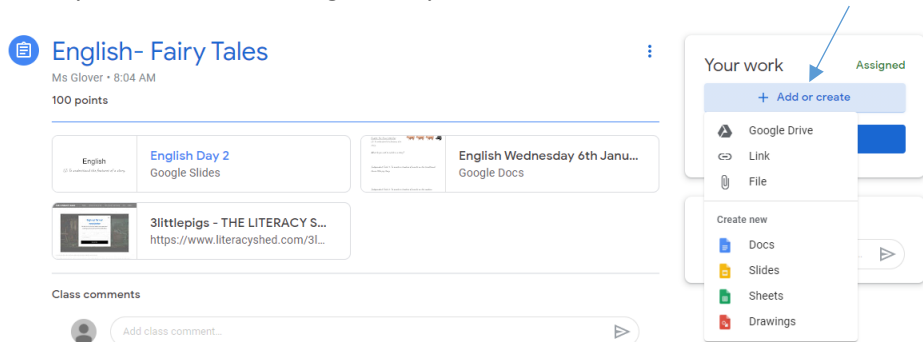 English- Fairy Tales
Ms Glover • 8:04 AM
100 points
English
English Day 2
Google Slides
English Wednesday 6th Janu...
Google Docs
3littlepigs - THE LITERACY S...
https://www.literacyshed.com/3l...
Class comments
Add class comment...
Your work
Assigned
+ Add or create
Google Drive
Link
File
Create new
Docs
Slides
Sheets
Drawings